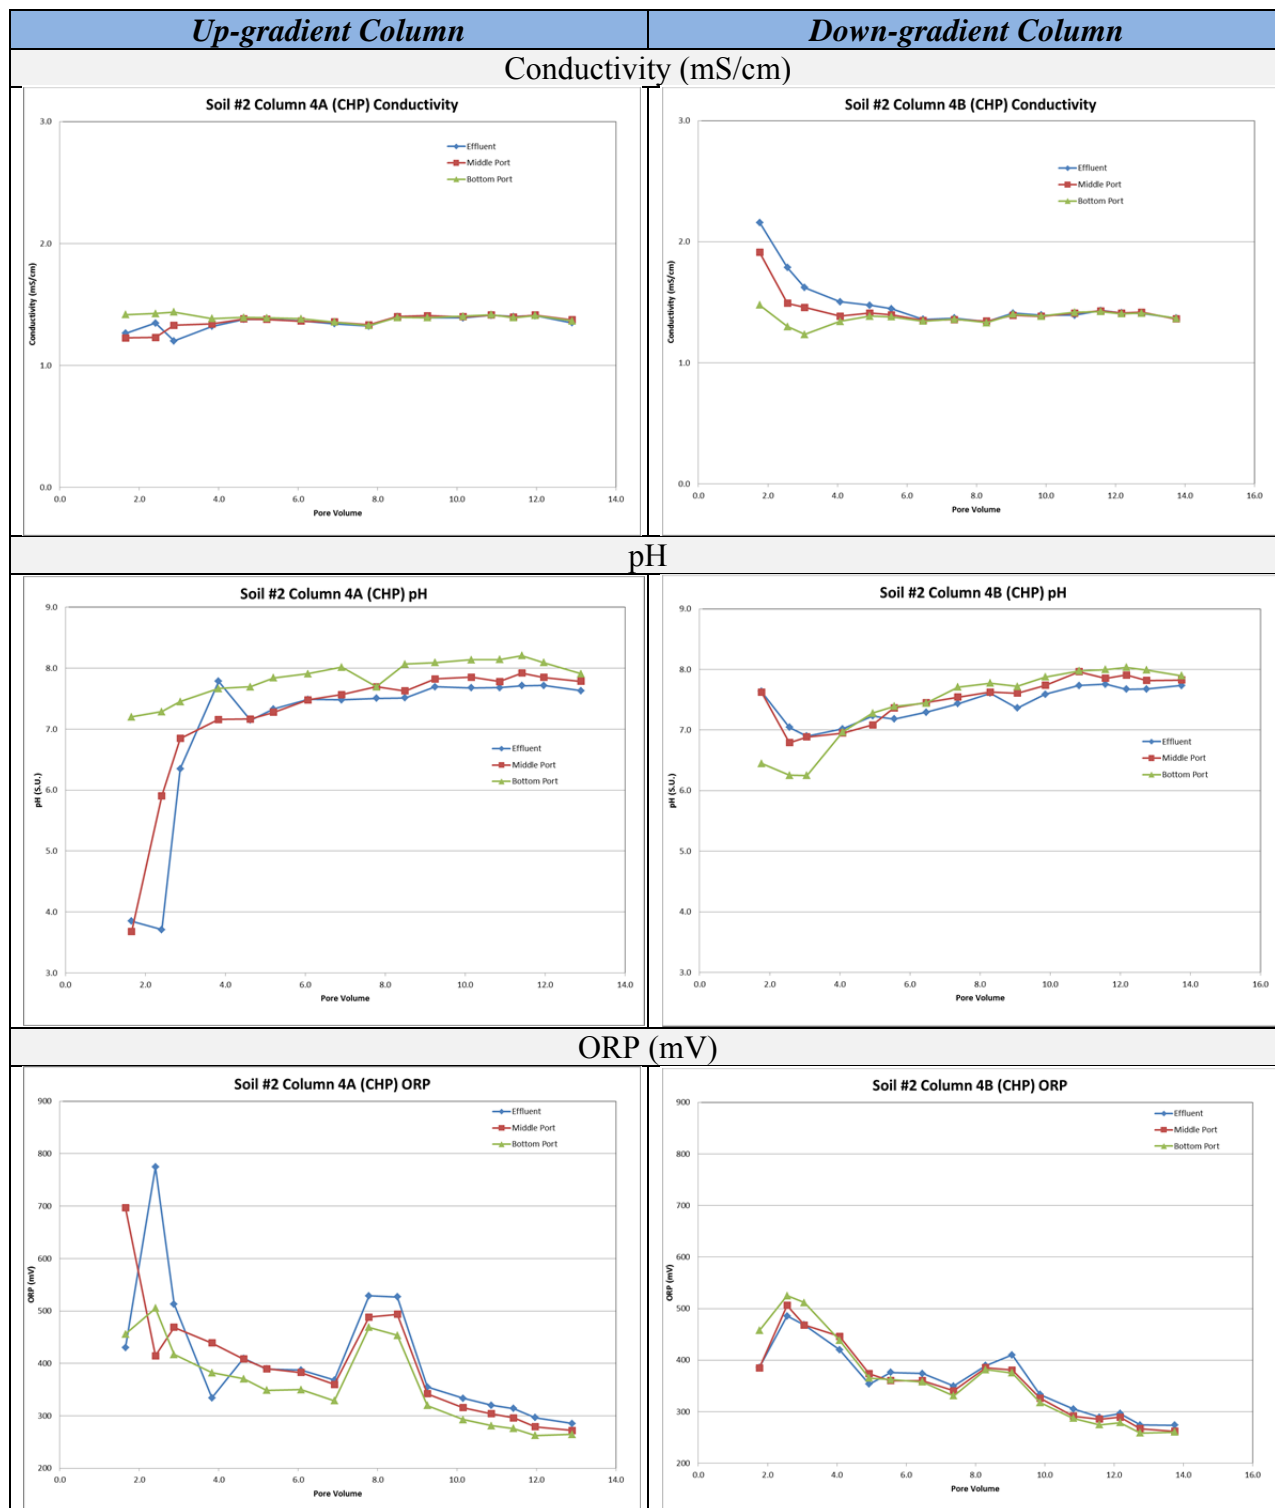 Up-gradient Column
Down-gradient Column
Conductivity (mS/cm)
Soil #2 Column 4A (CHP) Conductivity
3.0
2.0
1.0
0.0
Conductivity (mS/cm)
Effluent
Middle Port
Bottom Port
0.0 2.0 4.0 6.0 8.0 10.0 12.0 14.0
Pore Volume
Soil #2 Column 4B (CHP) Conductivity
3.0
2.0
1.0
0.0
Conductivity (mS/cm)
Effluent
Middle Port
Bottom Port
0.0 2.0 4.0 6.0 8.0 10.0 12.0 14.0 16.0
Pore Volume
pH
Soil #2 Column 4A (CHP) pH
9.0
8.0
7.0
6.0
5.0
4.0
3.0
pH (S.U.)
Effluent
Middle Port
Bottom Port
0.0 2.0 4.0 6.0 8.0 10.0 12.0 14.0
Pore Volume
Soil #2 Column 4B (CHP) pH
9.0
8.0
7.0
6.0
5.0
4.0
3.0
pH (S.U.)
Effluent
Middle Port
Bottom Port
0.0 2.0 4.0 6.0 8.0 10.0 12.0 14.0 16.0
Pore Volume
ORP (mV)
Soil #2 Column 4A (CHP) ORP
900
800
700
600
500
400
300
200
ORP (mV)
Effluent
Middle Port
Bottom Port
0.0 2.0 4.0 6.0 8.0 10.0 12.0 14.0
Pore Volume
Soil #2 Column 4B (CHP) ORP
900
800
700
600
500
400
300
200
ORP (mV)
Effluent
Middle Port
Bottom Port
0.0 2.0 4.0 6.0 8.0 10.0 12.0 14.0 16.0
Pore Volume